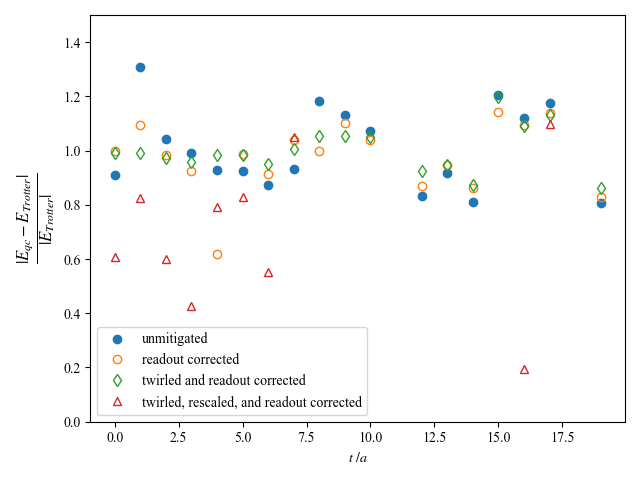 1.4
1.2
1.0
0.8
0.6
0.4
0.2
0.0
|E_qc − E_Trotter|
|E_Trotter|
unmitigated
readout corrected
twirled and readout corrected
twirled, rescaled, and readout corrected
0.0 2.5 5.0 7.5 10.0 12.5 15.0 17.5
t /a